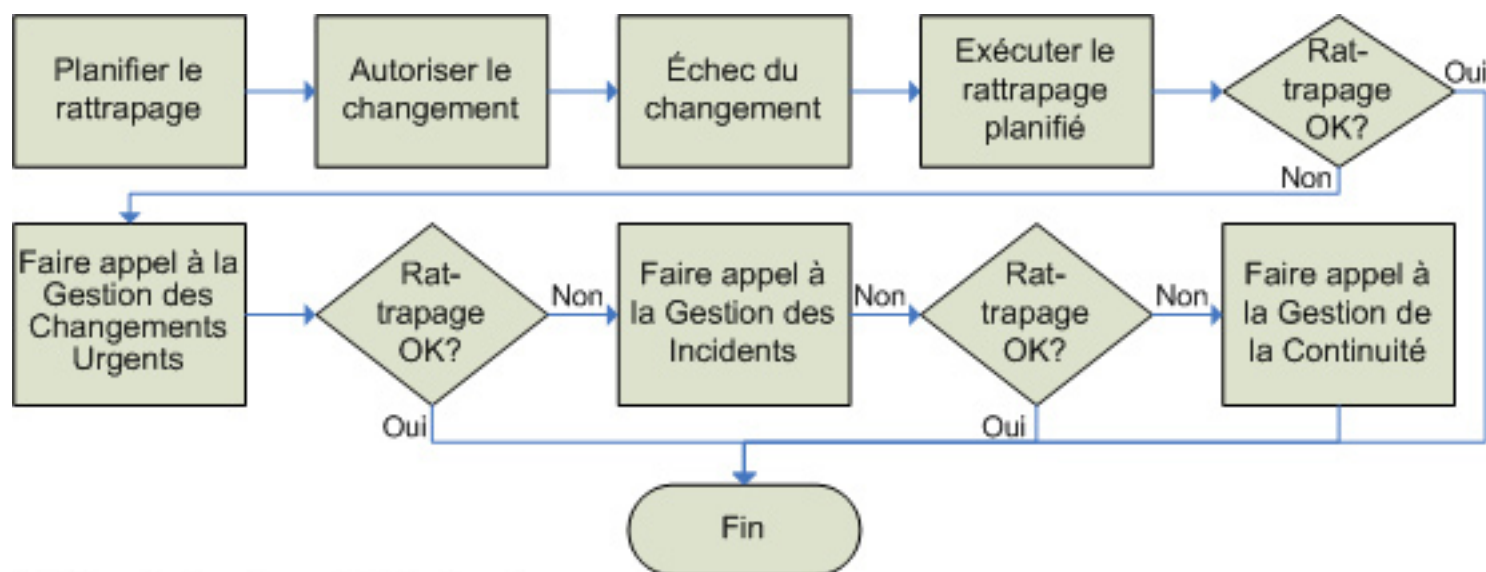 Planifier le
rattrapage
Autoriser le
changement
Échec du
changement
Exécuter le
rattrapage
planifié
Rat-
trapage
OK?
Oui
Non
Faire appel à la
Gestion des
Changements
Urgents
Rat-
trapage
OK?
Non
Oui
Faire appel à
la Gestion des
Incidents
Non
Rat-
trapage
OK?
Non
Oui
Faire appel à
la Gestion de
la Continuité
Fin